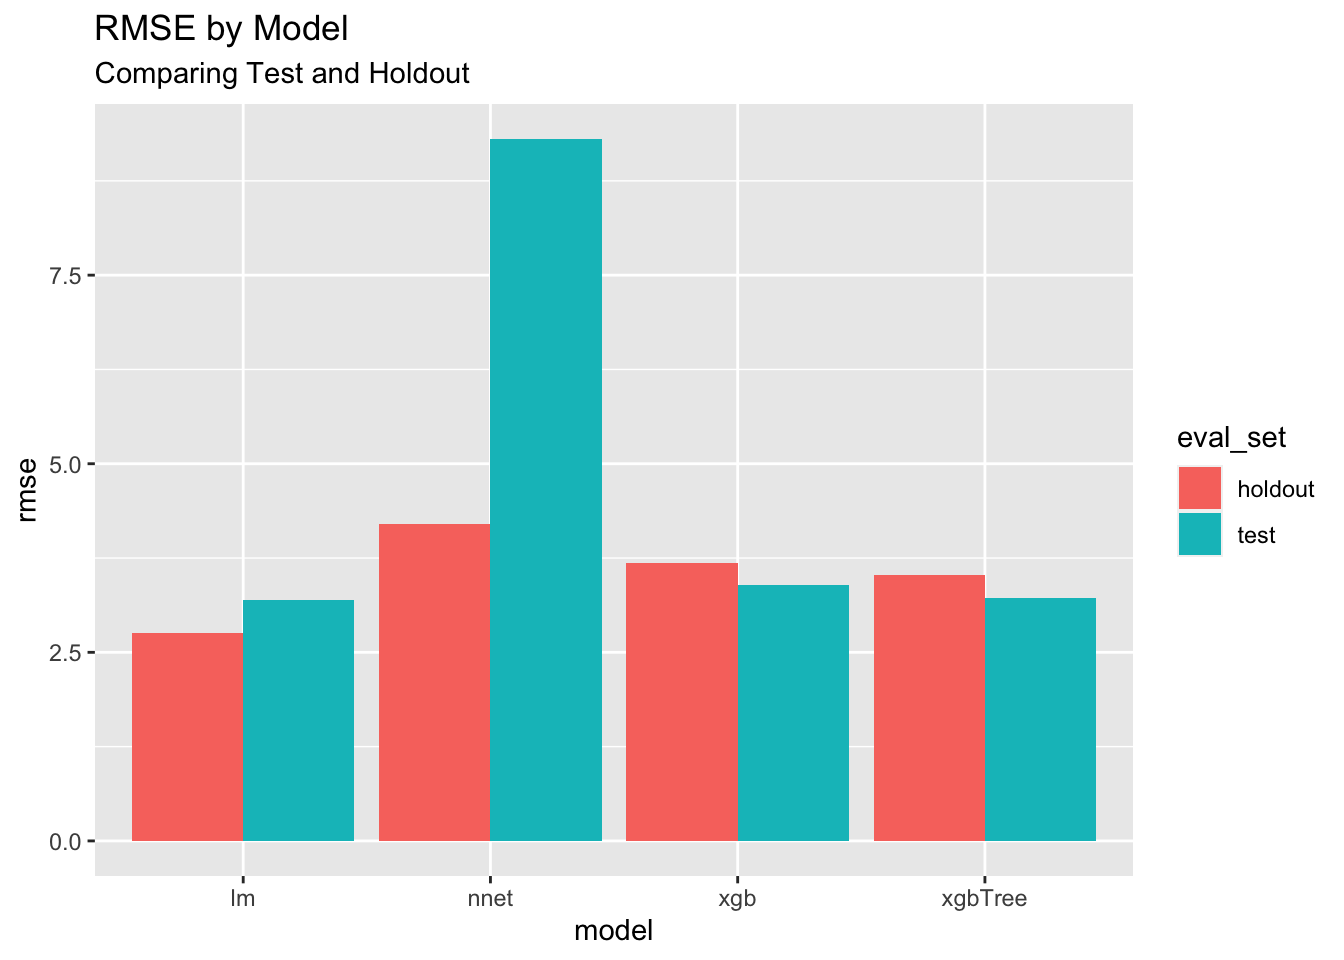 RMSE by Model
Comparing Test and Holdout
rmse
7.5
5.0
2.5
0.0
lm nnet xgb xgbTree
model
eval_set
holdout
test